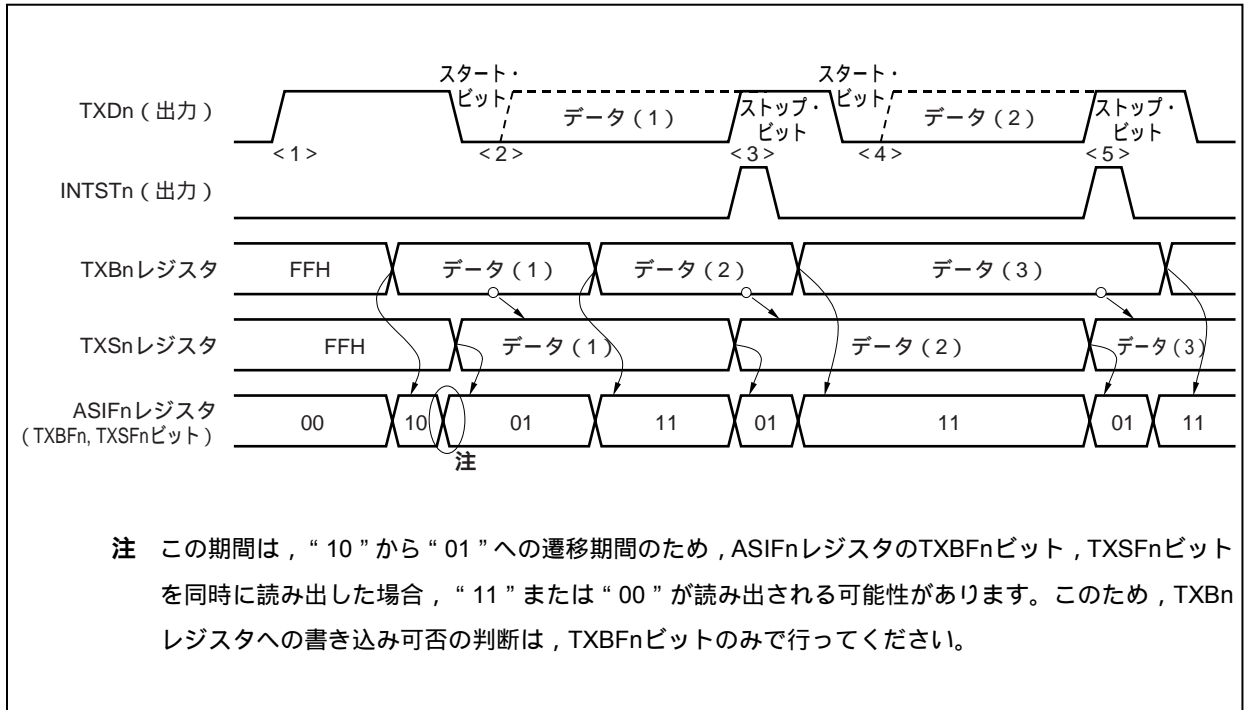 スタート・
ビット
スタート・
ビット
TXDn（出力）
データ（1）
ストップ・
ビット
データ（2）
ストップ・
ビット
<1>
<2>
<3>
<4>
<5>
INTSTn（出力）
TXBnレジスタ
FFH
データ（1）
データ（2）
データ（3）
TXSnレジスタ
FFH
データ（1）
データ（2）
データ（3）
ASIFnレジスタ
（TXBFn, TXSFnビット）
00
10
01
11
01
11
01
11
注
注 この期間は，“10”から“01”への遷移期間のため，ASIFnレジスタのTXBFnビット，TXSFnビット
を同時に読み出した場合，“11”または“00”が読み出される可能性があります。このため，TXBn
レジスタへの書き込み可否の判断は，TXBFnビットのみで行ってください。